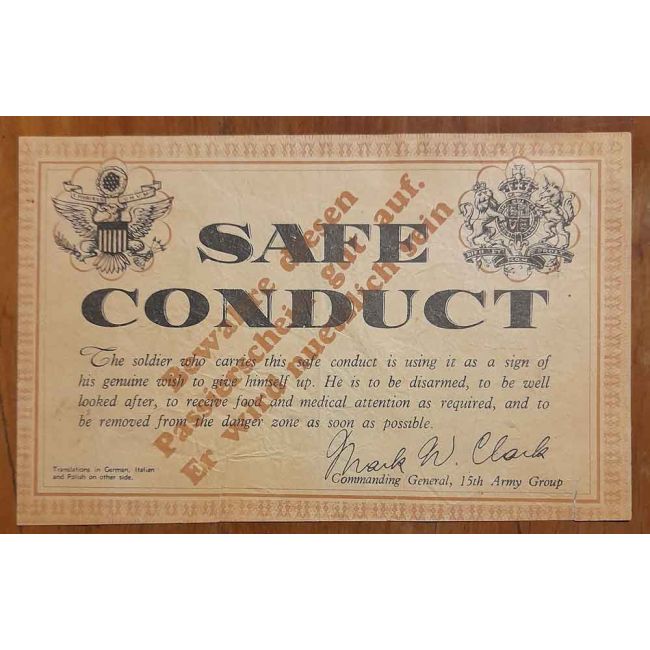 SAFE
CONDUCT
Bewahre diesen
Passierschein gut auf.
Er wird nuetzlich sein
The soldier who carries this safe conduct is using it as a sign of
his genuine wish to give himself up. He is to be disarmed, to be well
looked after, to receive food and medical attention as required, and to
be removed from the danger zone as soon as possible.
Mark W. Clark
Commanding General, 15th Army Group
Translations in German, Italian
and Polish on other side.